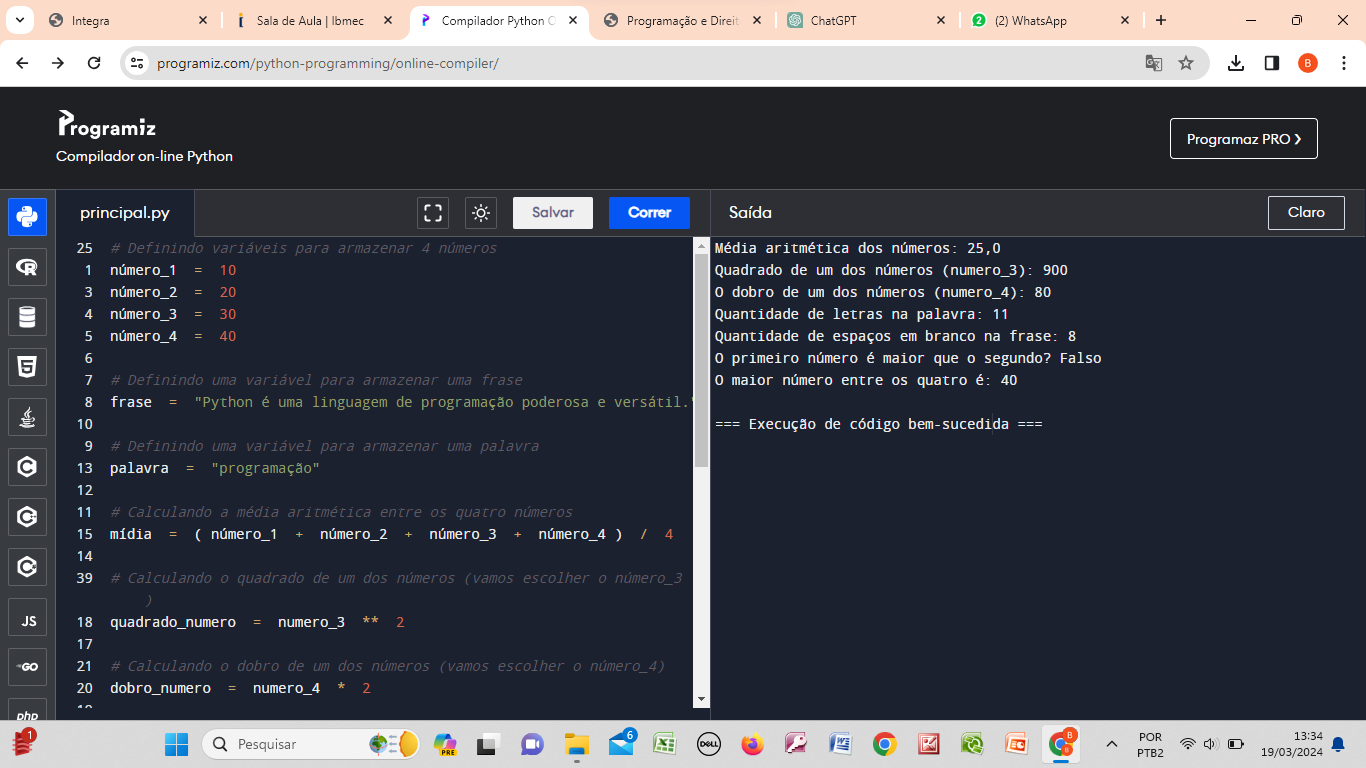 Integra
Sala de Aula | Ibmec
Compilador Python O
Programação e Direit
ChatGPT
2 (2) WhatsApp
programiz.com/python-programming/online-compiler/
B
Programiz
Compilador on-line Python
Programaz PRO ❯
principal.py
Salvar
Correr
Saída
Claro
25 # Definindo variáveis para armazenar 4 números
1 número_1 = 10
3 número_2 = 20
4 número_3 = 30
5 número_4 = 40
6
7 # Definindo uma variável para armazenar uma frase
8 frase = "Python é uma linguagem de programação poderosa e versátil."
10
9 # Definindo uma variável para armazenar uma palavra
13 palavra = "programação"
12
11 # Calculando a média aritmética entre os quatro números
15 mídia = ( número_1 + número_2 + número_3 + número_4 ) / 4
14
39 # Calculando o quadrado de um dos números (vamos escolher o número_3
)
18 quadrado_numero = numero_3 ** 2
17
21 # Calculando o dobro de um dos números (vamos escolher o número_4)
20 dobro_numero = numero_4 * 2
Média aritmética dos números: 25,0
Quadrado de um dos números (numero_3): 900
O dobro de um dos números (numero_4): 80
Quantidade de letras na palavra: 11
Quantidade de espaços em branco na frase: 8
O primeiro número é maior que o segundo? Falso
O maior número entre os quatro é: 40
=== Execução de código bem-sucedida ===
R
5
C
C
C
JS
GO
php
1
Pesquisar
PRE
6
DELL
B
POR
PTB2
13:34
19/03/2024